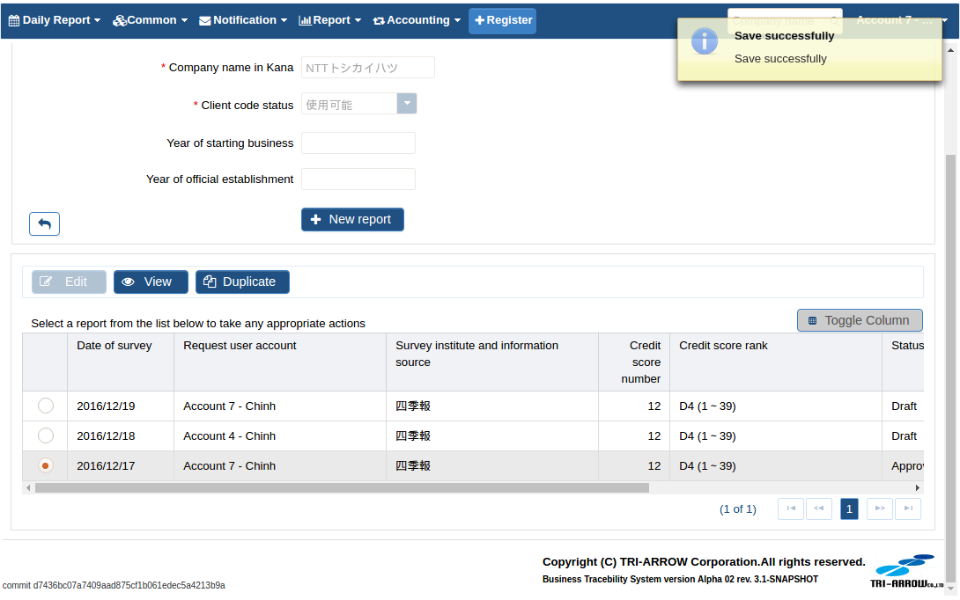 Daily Report Common Notification Report Accounting Register Account 7 - ...
Save successfully
Save successfully
* Company name in Kana NTTトシカイハツ
* Client code status 使用可能
Year of starting business
Year of official establishment
New report
Edit View Duplicate
Toggle Column
Select a report from the list below to take any appropriate actions
Date of survey Request user account Survey institute and information source Credit score number Credit score rank Status
2016/12/19 Account 7 - Chinh 四季報 12 D4 (1 ~ 39) Draft
2016/12/18 Account 4 - Chinh 四季報 12 D4 (1 ~ 39) Draft
2016/12/17 Account 7 - Chinh 四季報 12 D4 (1 ~ 39) Approv
(1 of 1) 1
Copyright (C) TRI-ARROW Corporation.All rights reserved.
Business Tracebility System version Alpha 02 rev. 3.1-SNAPSHOT
TRI-ARROW Co.,LTD
commit d7436bc07a7409aad875cf1b061edec5a4213b9a